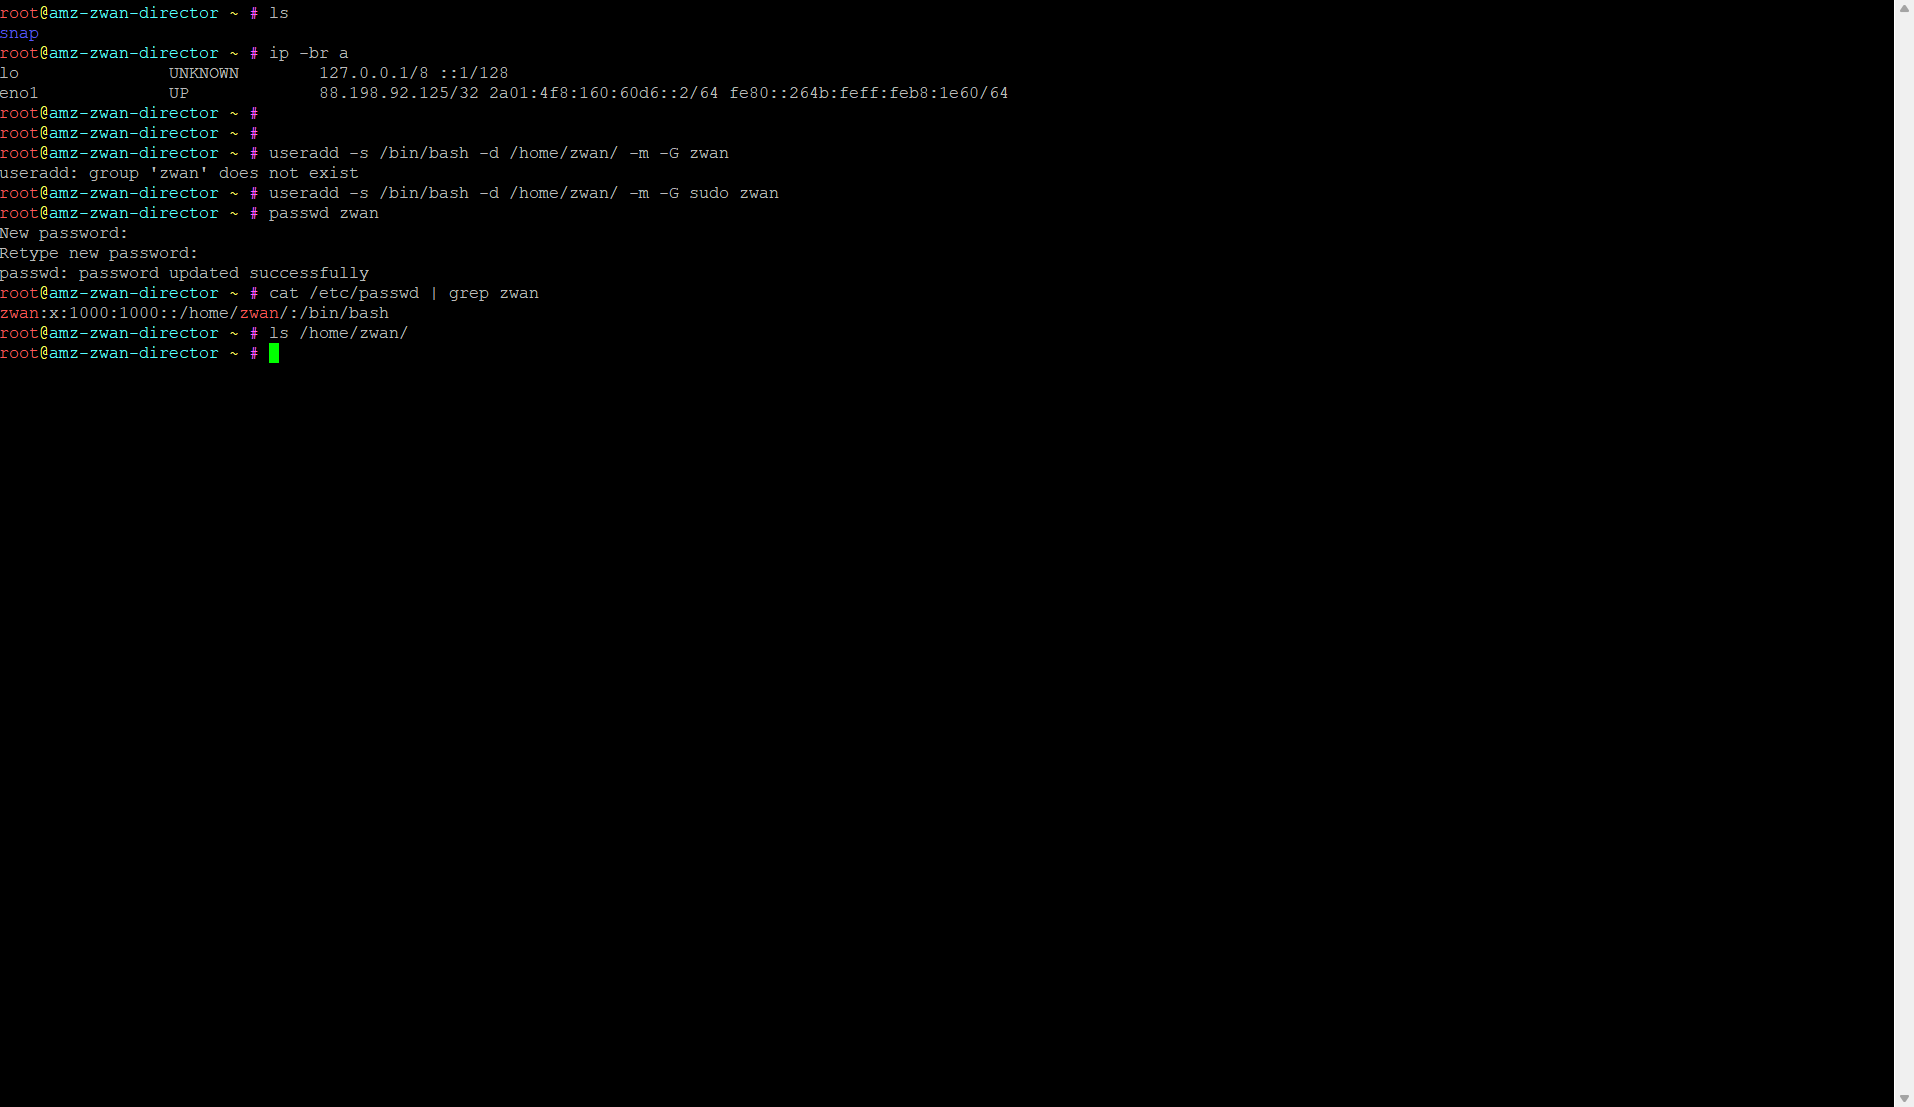 root@amz-zwan-director ~ # ls
snap
root@amz-zwan-director ~ # ip -br a
lo               UNKNOWN        127.0.0.1/8 ::1/128
eno1             UP             88.198.92.125/32 2a01:4f8:160:60d6::2/64 fe80::264b:feff:feb8:1e60/64
root@amz-zwan-director ~ #
root@amz-zwan-director ~ #
root@amz-zwan-director ~ # useradd -s /bin/bash -d /home/zwan/ -m -G zwan
useradd: group 'zwan' does not exist
root@amz-zwan-director ~ # useradd -s /bin/bash -d /home/zwan/ -m -G sudo zwan
root@amz-zwan-director ~ # passwd zwan
New password:
Retype new password:
passwd: password updated successfully
root@amz-zwan-director ~ # cat /etc/passwd | grep zwan
zwan:x:1000:1000::/home/zwan/:/bin/bash
root@amz-zwan-director ~ # ls /home/zwan/
root@amz-zwan-director ~ #